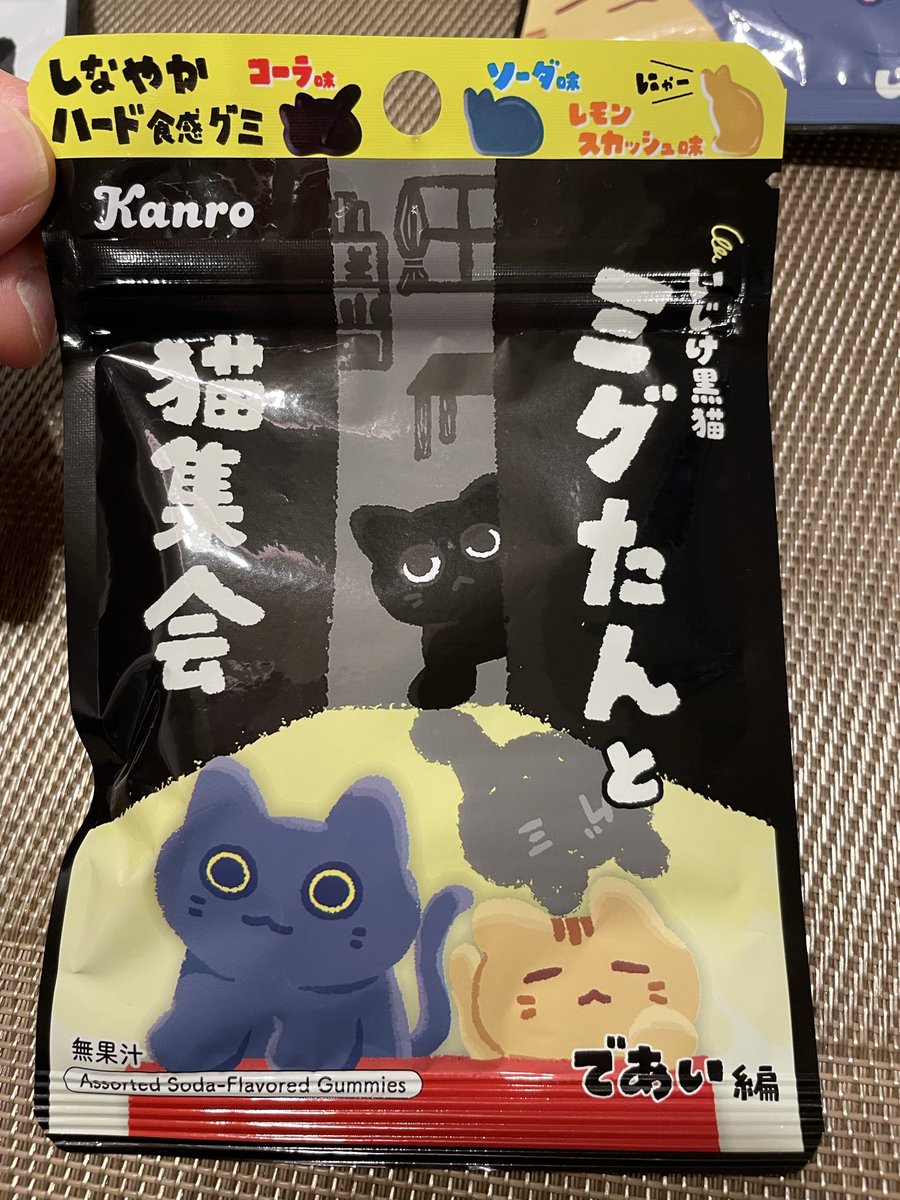 しなやか
ハード食感グミ
コーラ味
ソーダ味
にゃー
レモン
スカッシュ味
Kanro
いじけ黒猫
ミグたんと
猫集会
無果汁
Assorted Soda-Flavored Gummies
であい編